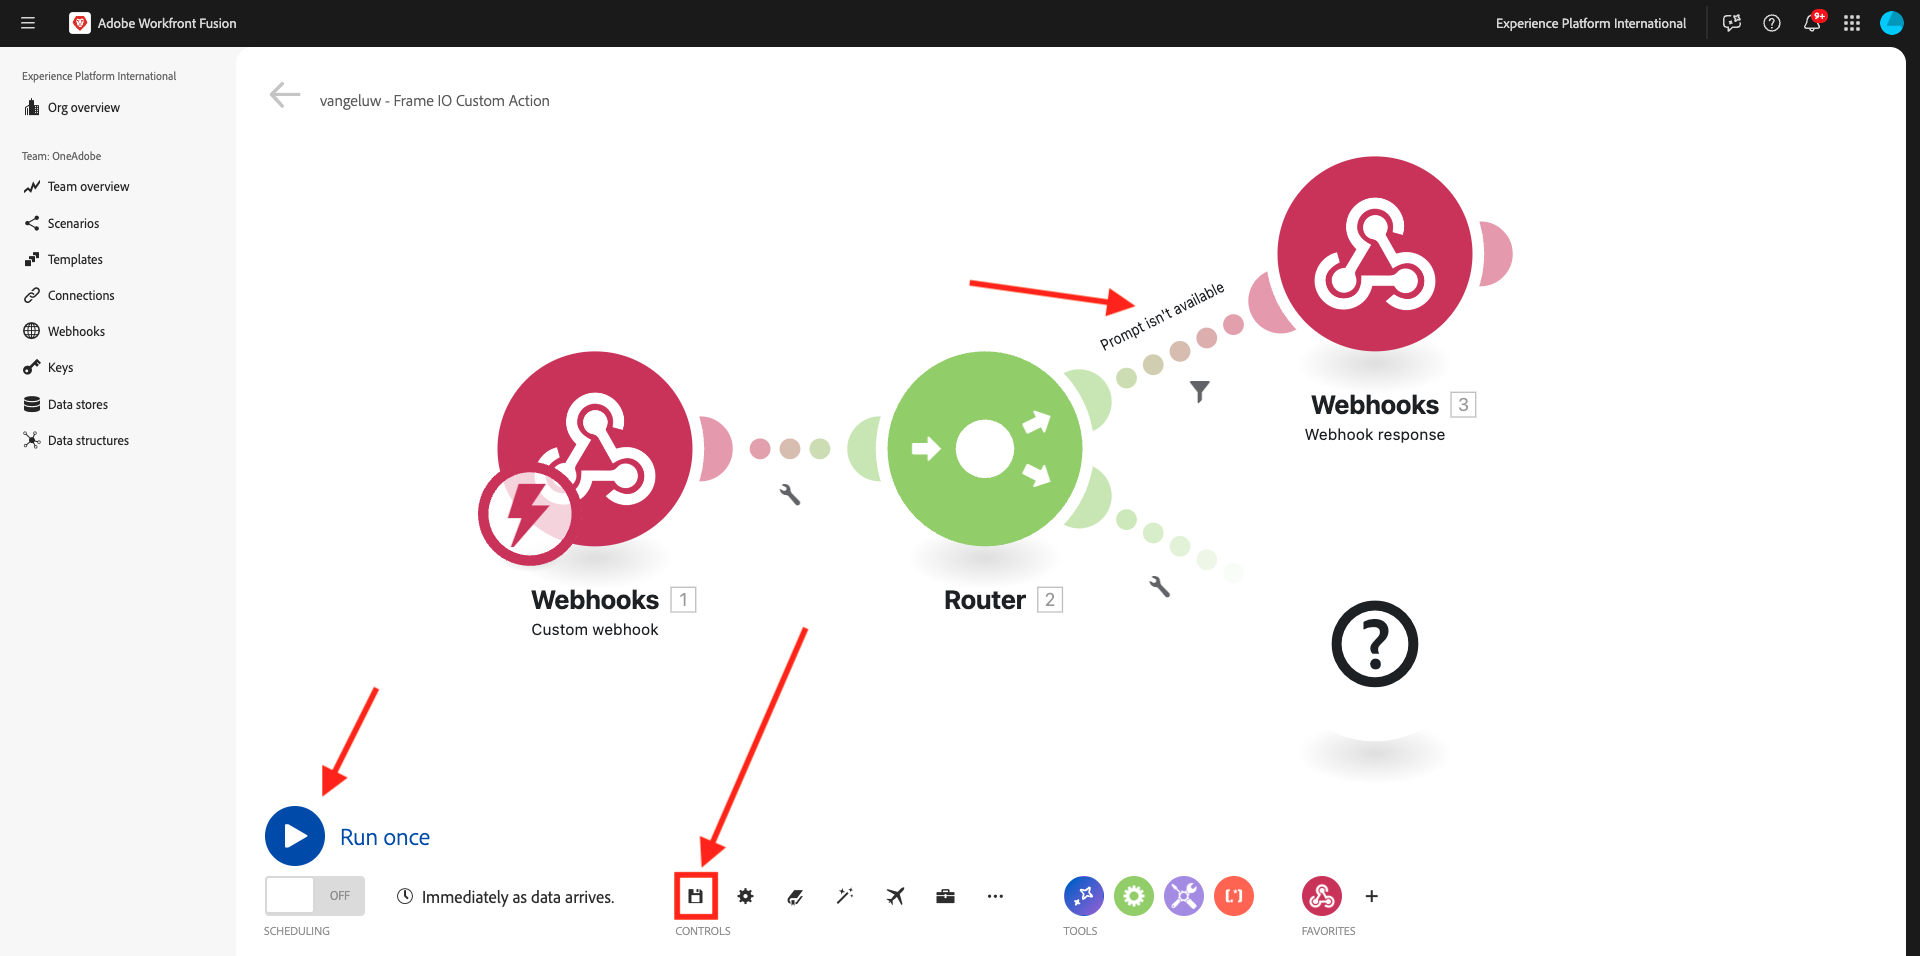 Adobe Workfront Fusion
Experience Platform International
9+
Experience Platform International
Org overview
Team: OneAdobe
Team overview
Scenarios
Templates
Connections
Webhooks
Keys
Data stores
Data structures
vangeluw - Frame IO Custom Action
Prompt isn't available
Webhooks 3
Webhook response
Webhooks 1
Custom webhook
Router 2
?
Run once
OFF
Immediately as data arrives.
SCHEDULING
CONTROLS
[*]
TOOLS
FAVORITES